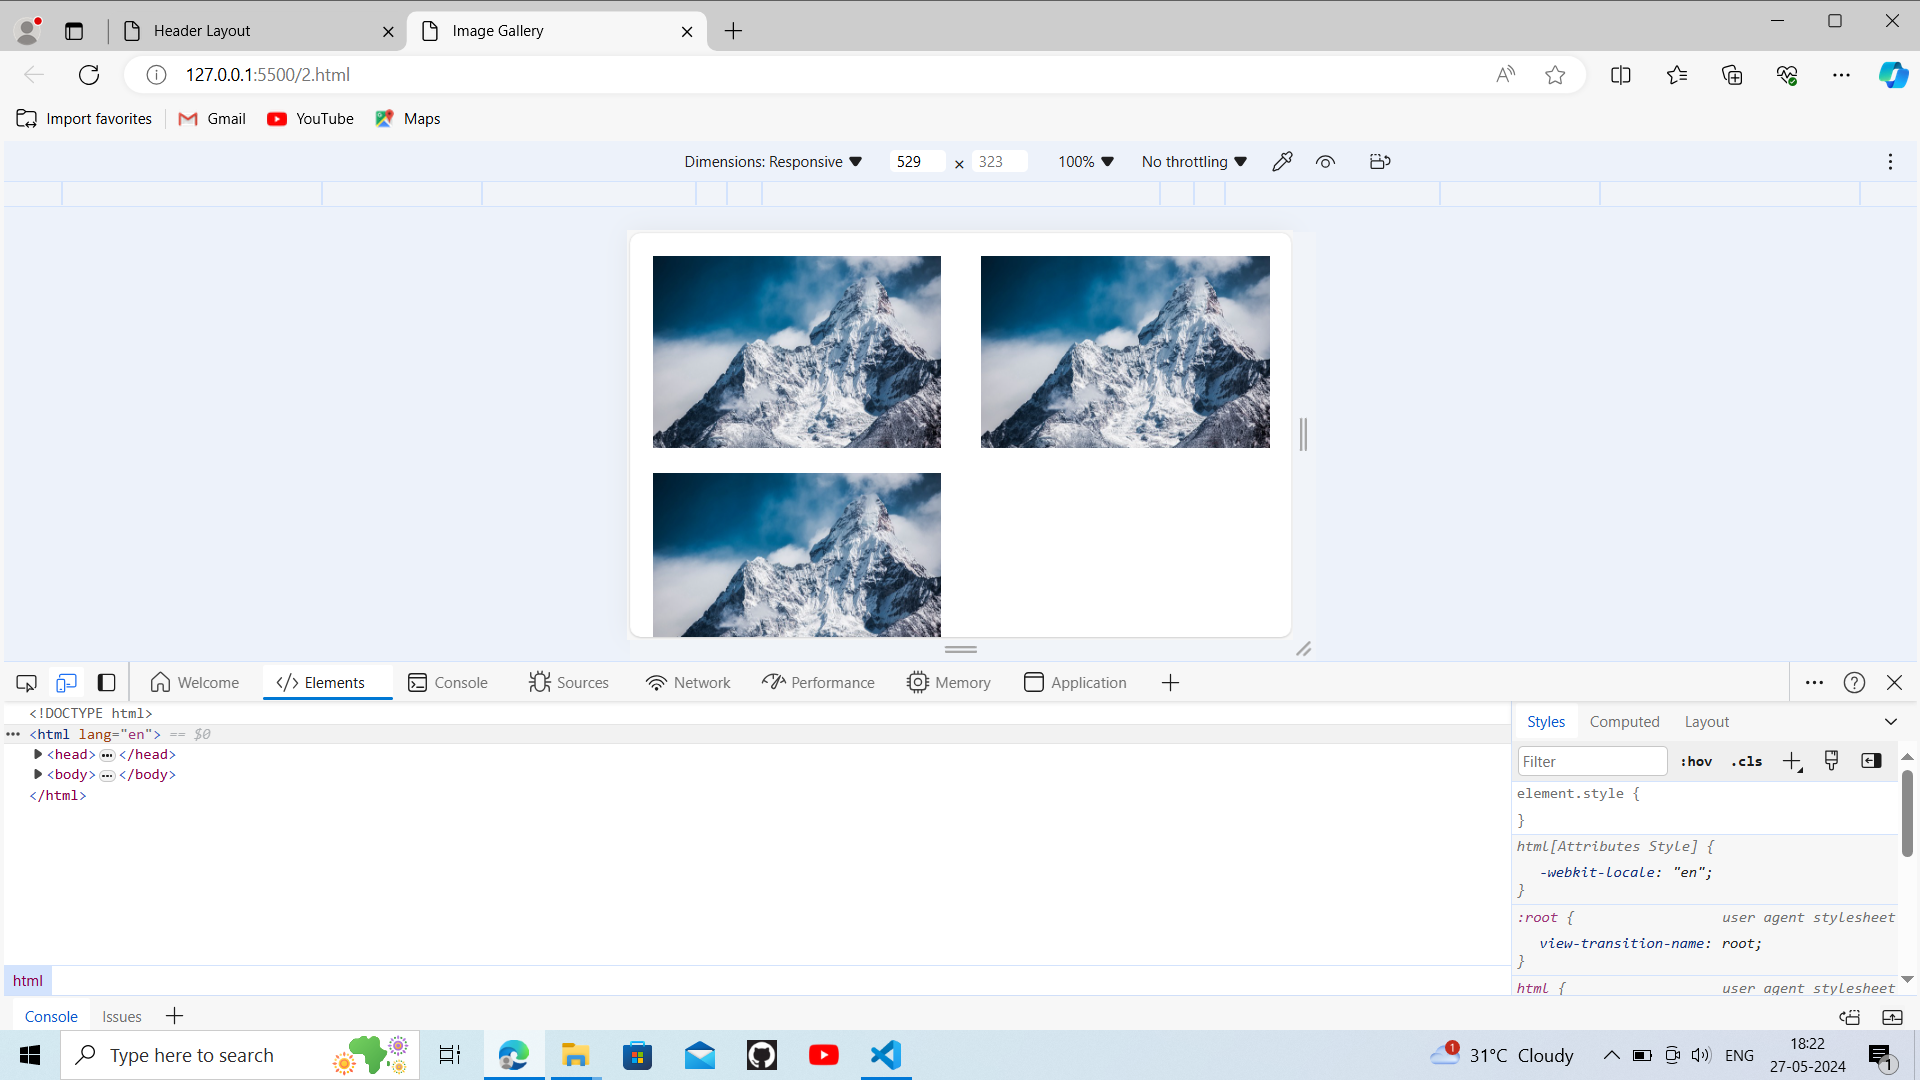 Header Layout
Image Gallery
127.0.0.1:5500/2.html
Import favorites Gmail YouTube Maps
Dimensions: Responsive 529 × 323 100% No throttling
Welcome Elements Console Sources Network Performance Memory Application
<!DOCTYPE html>
<html lang="en"> == $0
<head> ••• </head>
<body> ••• </body>
</html>
html
Console Issues
Styles Computed Layout
Filter :hov .cls
element.style {
}
html[Attributes Style] {
-webkit-locale: "en";
}
:root { user agent stylesheet
view-transition-name: root;
}
html { user agent stylesheet
Type here to search
1 31°C Cloudy ENG
18:22
27-05-2024
1